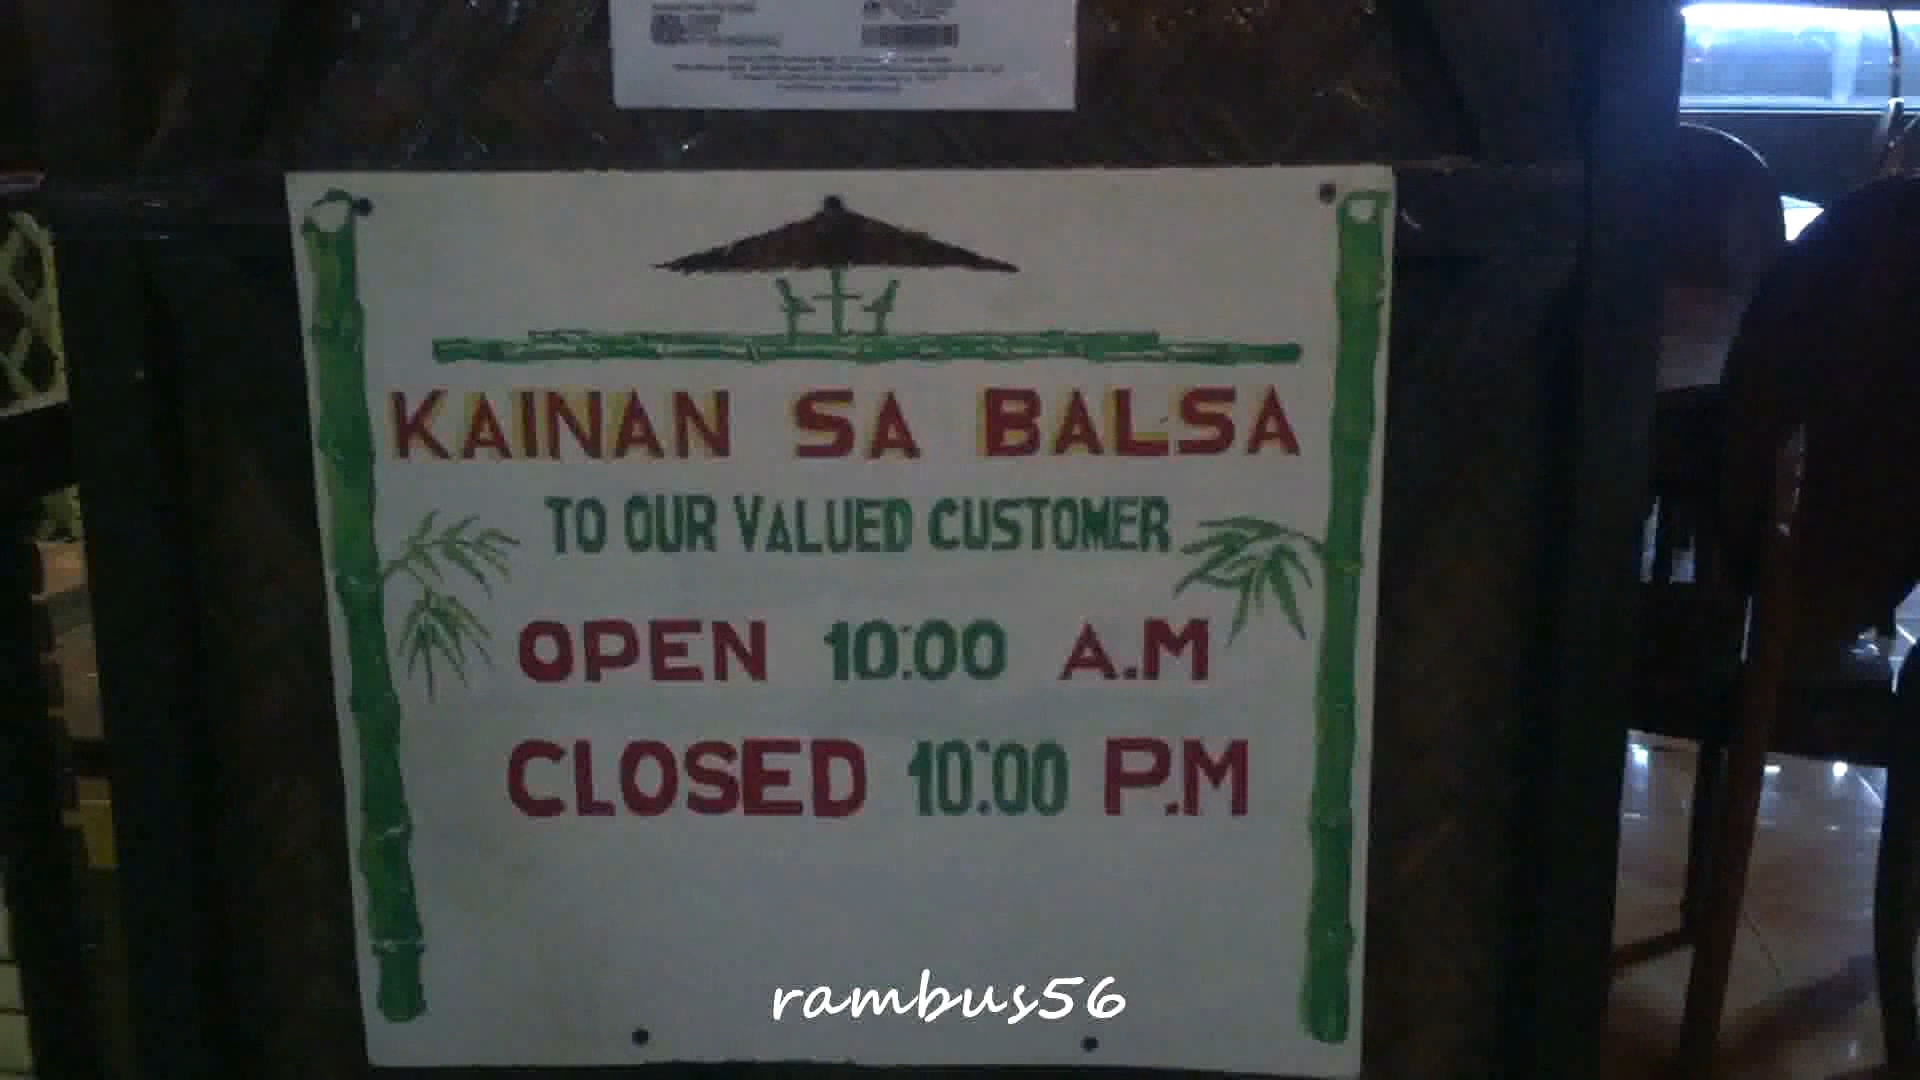 KAINAN SA BALSA
TO OUR VALUED CUSTOMER
OPEN 10:00 A.M
CLOSED 10:00 P.M
rambus56